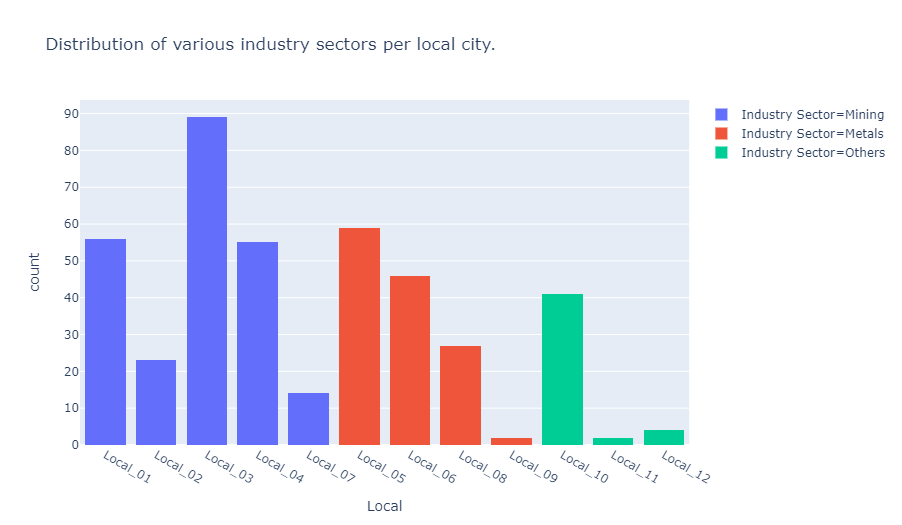 Distribution of various industry sectors per local city.
Industry Sector=Mining
Industry Sector=Metals
Industry Sector=Others
count
90
80
70
60
50
40
30
20
10
0
Local_01
Local_02
Local_03
Local_04
Local_07
Local_05
Local_06
Local_08
Local_09
Local_10
Local_11
Local_12
Local